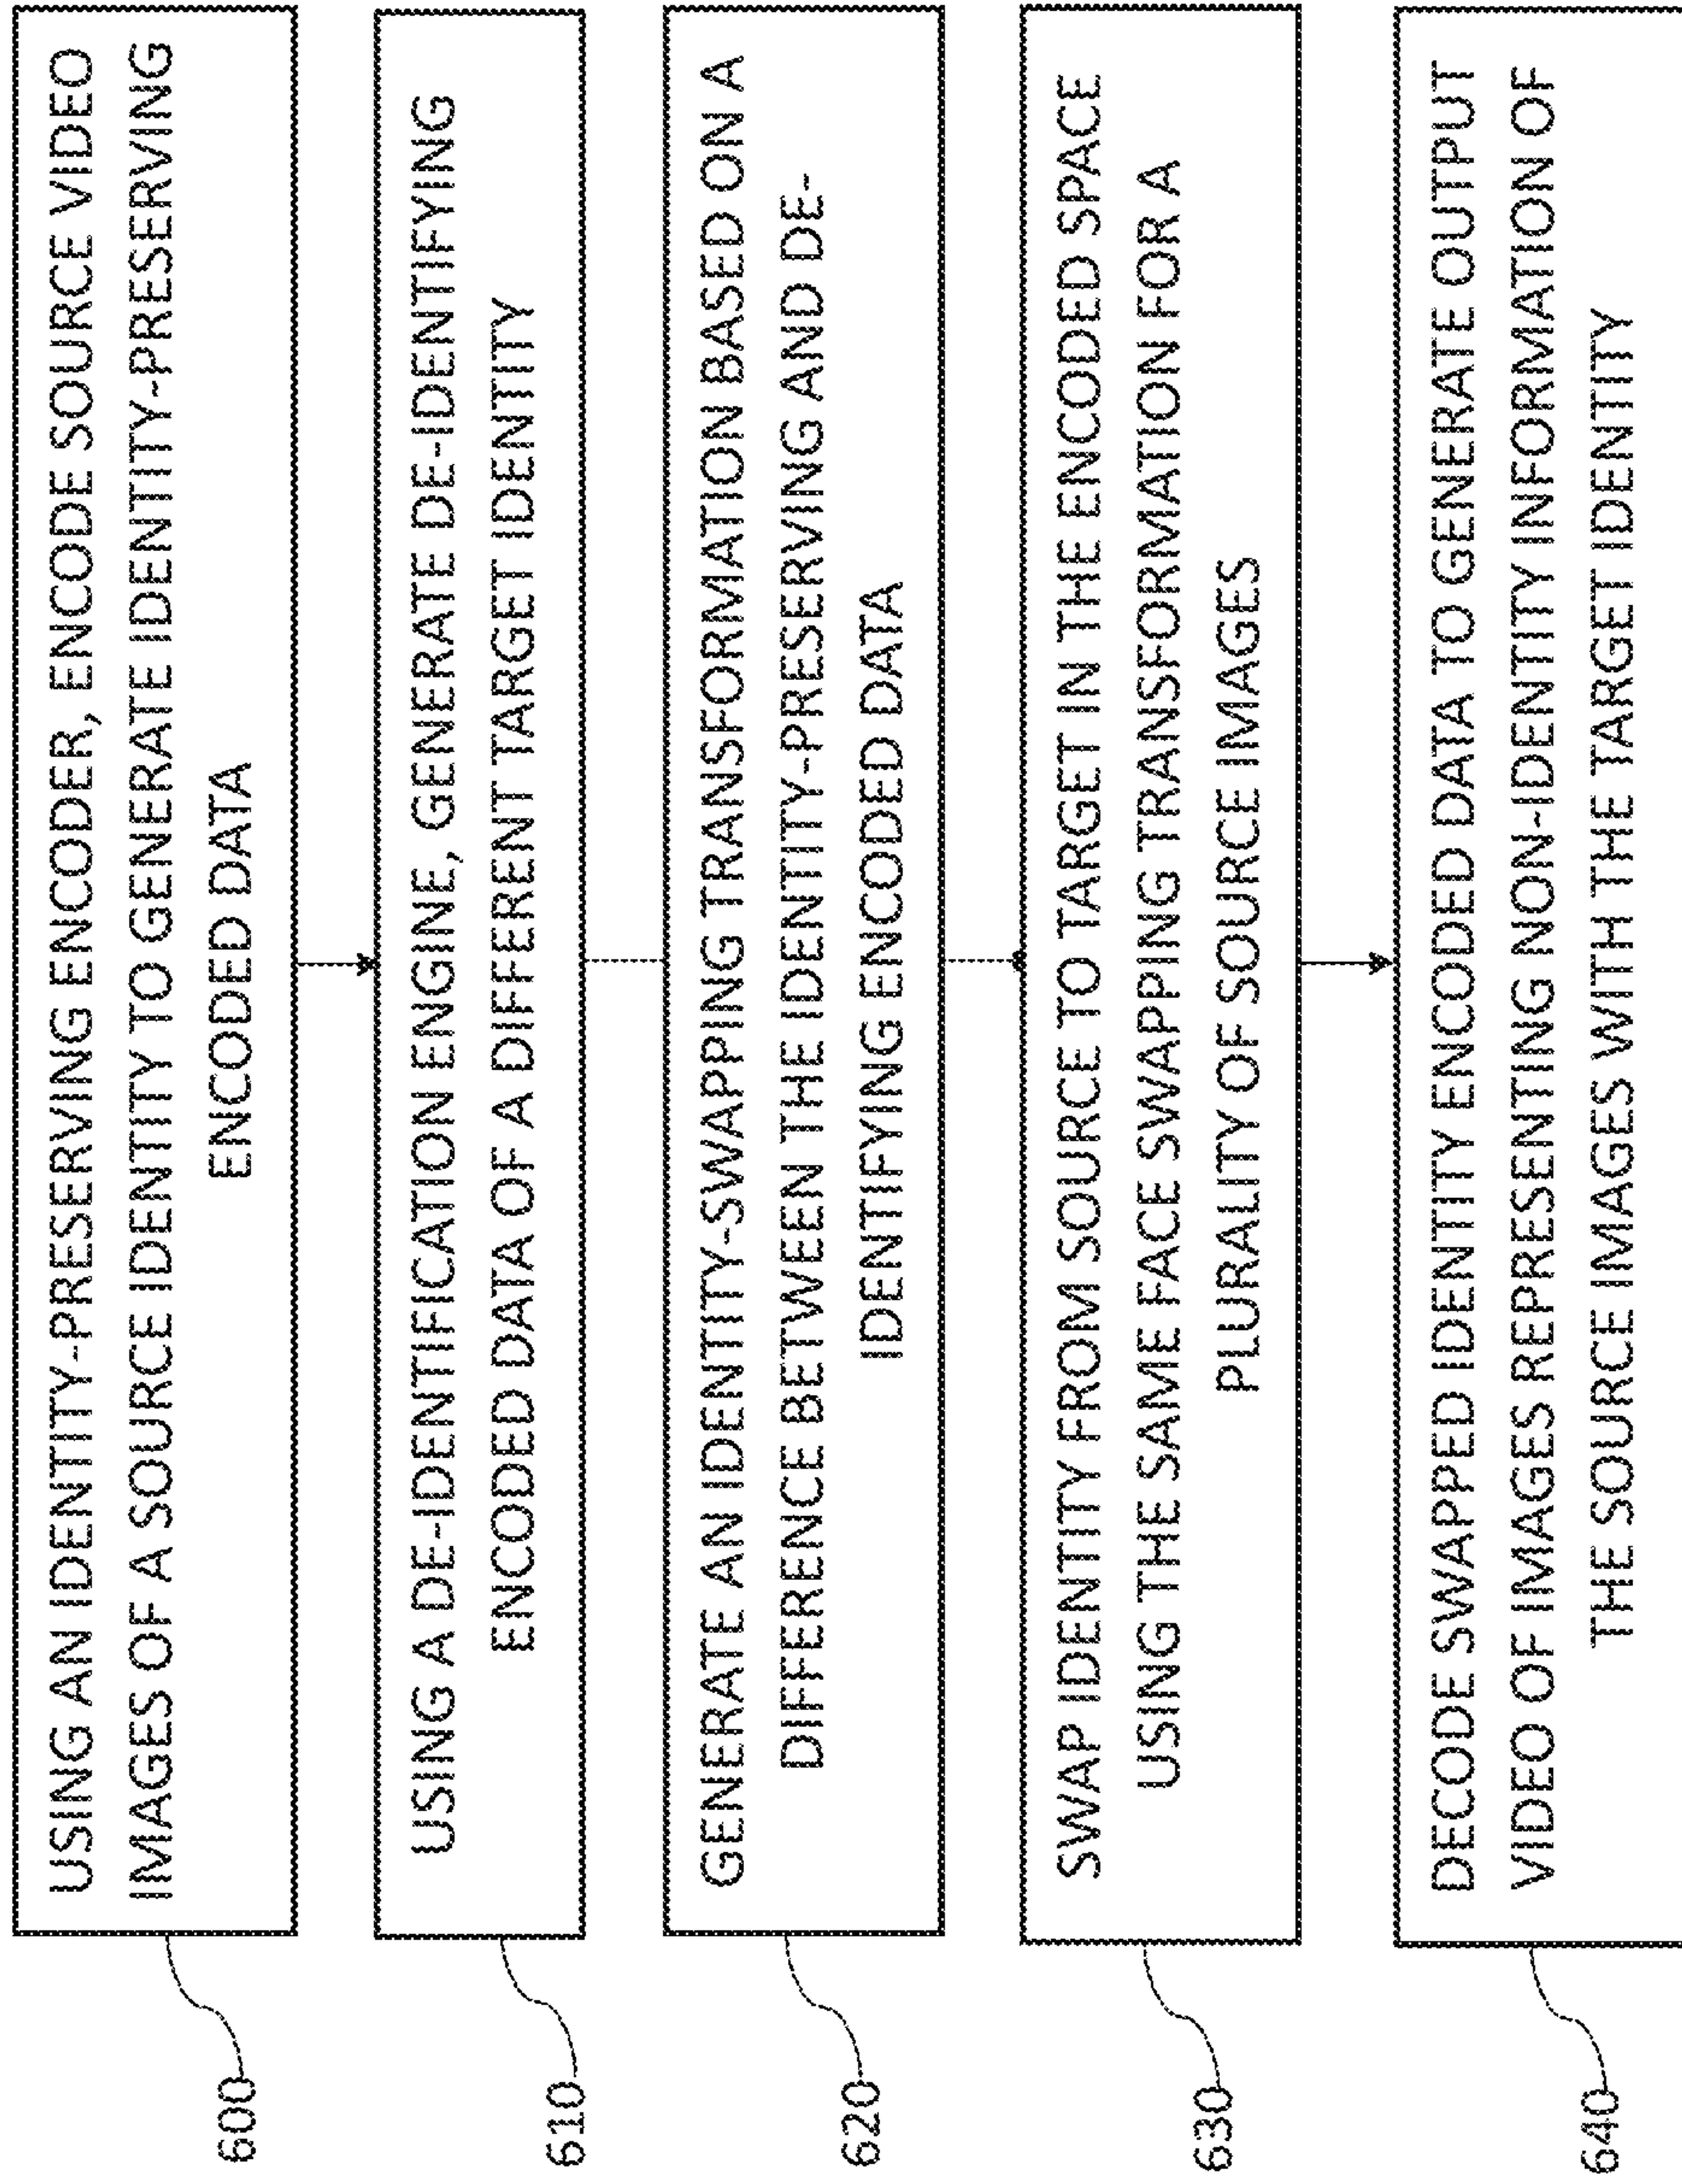 600
USING AN IDENTITY-PRESERVING ENCODER, ENCODE SOURCE VIDEO
IMAGES OF A SOURCE IDENTITY TO GENERATE IDENTITY-PRESERVING
ENCODED DATA
610
USING A DE-IDENTIFICATION ENGINE, GENERATE DE-IDENTIFYING
ENCODED DATA OF A DIFFERENT TARGET IDENTITY
620
GENERATE AN IDENTITY-SWAPPING TRANSFORMATION BASED ON A
DIFFERENCE BETWEEN THE IDENTITY-PRESERVING AND DE-
IDENTIFYING ENCODED DATA
630
SWAP IDENTITY FROM SOURCE TO TARGET IN THE ENCODED SPACE
USING THE SAME FACE SWAPPING TRANSFORMATION FOR A
PLURALITY OF SOURCE IMAGES
640
DECODE SWAPPED IDENTITY ENCODED DATA TO GENERATE OUTPUT
VIDEO OF IMAGES REPRESENTING NON-IDENTITY INFORMATION OF
THE SOURCE IMAGES WITH THE TARGET IDENTITY